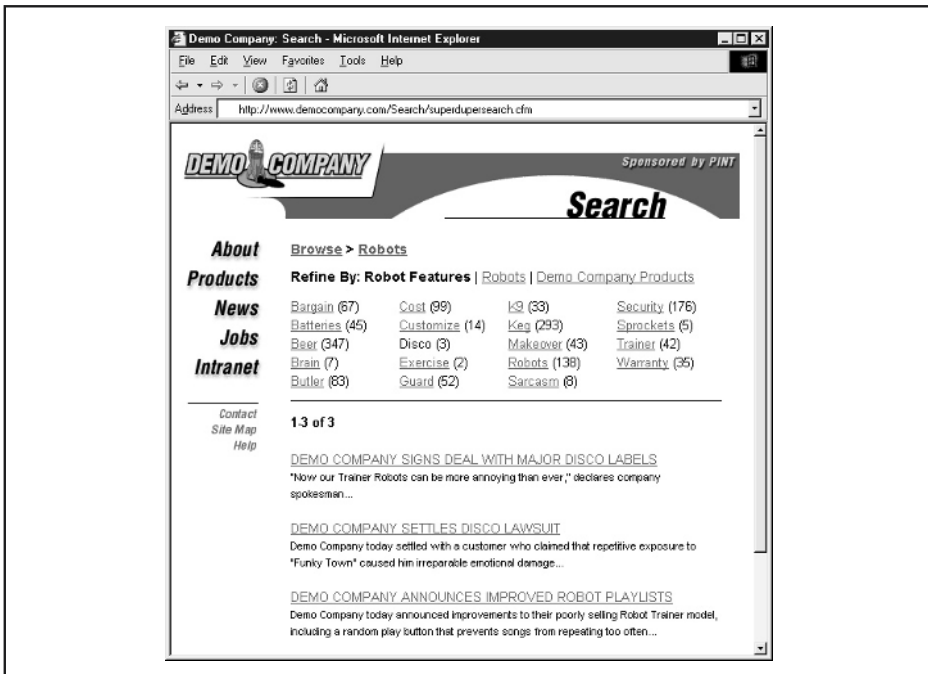 Demo Company: Search - Microsoft Internet Explorer
File Edit View Favorites Tools Help
Address http://www.democompany.com/Search/superdupersearch.cfm
DEMO COMPANY
Sponsored by PINT
Search
About
Products
News
Jobs
Intranet
Contact
Site Map
Help
Browse > Robots
Refine By: Robot Features | Robots | Demo Company Products
Bargain (67) Cost (99) K9 (33) Security (176)
Batteries (45) Customize (14) Keg (293) Sprockets (5)
Beer (347) Disco (3) Makeover (43) Trainer (42)
Brain (7) Exercise (2) Robots (138) Warranty (35)
Butler (83) Guard (52) Sarcasm (8)
1-3 of 3
DEMO COMPANY SIGNS DEAL WITH MAJOR DISCO LABELS
"Now our Trainer Robots can be more annoying than ever," declares company
spokesman...
DEMO COMPANY SETTLES DISCO LAWSUIT
Demo Company today settled with a customer who claimed that repetitive exposure to
"Funky Town" caused him irreparable emotional damage...
DEMO COMPANY ANNOUNCES IMPROVED ROBOT PLAYLISTS
Demo Company today announced improvements to their poorly selling Robot Trainer model,
including a random play button that prevents songs from repeating too often...